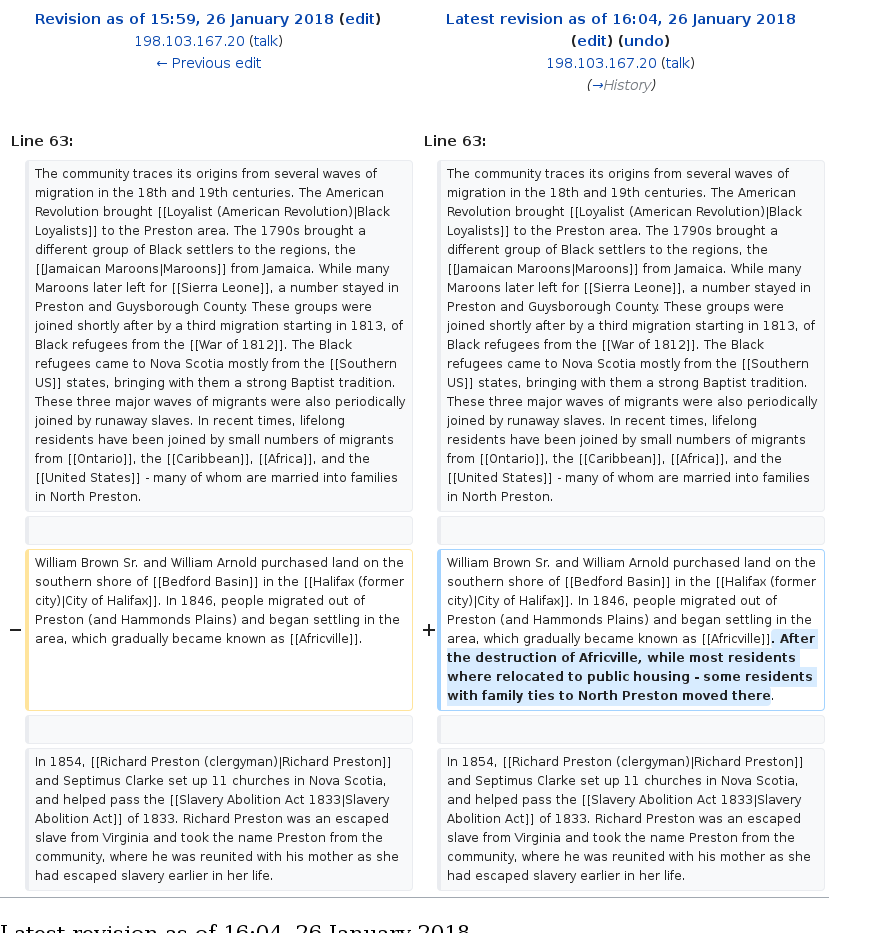 Revision as of 15:59, 26 January 2018 (edit)
198.103.167.20 (talk)
← Previous edit
Latest revision as of 16:04, 26 January 2018
(edit) (undo)
198.103.167.20 (talk)
(→History)
Line 63:
The community traces its origins from several waves of
migration in the 18th and 19th centuries. The American
Revolution brought [[Loyalist (American Revolution)|Black
Loyalists]] to the Preston area. The 1790s brought a
different group of Black settlers to the regions, the
[[Jamaican Maroons|Maroons]] from Jamaica. While many
Maroons later left for [[Sierra Leone]], a number stayed in
Preston and Guysborough County. These groups were
joined shortly after by a third migration starting in 1813, of
Black refugees from the [[War of 1812]]. The Black
refugees came to Nova Scotia mostly from the [[Southern
US]] states, bringing with them a strong Baptist tradition.
These three major waves of migrants were also periodically
joined by runaway slaves. In recent times, lifelong
residents have been joined by small numbers of migrants
from [[Ontario]], the [[Caribbean]], [[Africa]], and the
[[United States]] - many of whom are married into families
in North Preston.
−
William Brown Sr. and William Arnold purchased land on the
southern shore of [[Bedford Basin]] in the [[Halifax (former
city)|City of Halifax]]. In 1846, people migrated out of
Preston (and Hammonds Plains) and began settling in the
area, which gradually became known as [[Africville]].
In 1854, [[Richard Preston (clergyman)|Richard Preston]]
and Septimus Clarke set up 11 churches in Nova Scotia,
and helped pass the [[Slavery Abolition Act 1833|Slavery
Abolition Act]] of 1833. Richard Preston was an escaped
slave from Virginia and took the name Preston from the
community, where he was reunited with his mother as she
had escaped slavery earlier in her life.
Line 63:
The community traces its origins from several waves of
migration in the 18th and 19th centuries. The American
Revolution brought [[Loyalist (American Revolution)|Black
Loyalists]] to the Preston area. The 1790s brought a
different group of Black settlers to the regions, the
[[Jamaican Maroons|Maroons]] from Jamaica. While many
Maroons later left for [[Sierra Leone]], a number stayed in
Preston and Guysborough County. These groups were
joined shortly after by a third migration starting in 1813, of
Black refugees from the [[War of 1812]]. The Black
refugees came to Nova Scotia mostly from the [[Southern
US]] states, bringing with them a strong Baptist tradition.
These three major waves of migrants were also periodically
joined by runaway slaves. In recent times, lifelong
residents have been joined by small numbers of migrants
from [[Ontario]], the [[Caribbean]], [[Africa]], and the
[[United States]] - many of whom are married into families
in North Preston.
+
William Brown Sr. and William Arnold purchased land on the
southern shore of [[Bedford Basin]] in the [[Halifax (former
city)|City of Halifax]]. In 1846, people migrated out of
Preston (and Hammonds Plains) and began settling in the
area, which gradually became known as [[Africville]]. After
the destruction of Africville, while most residents
where relocated to public housing - some residents
with family ties to North Preston moved there.
In 1854, [[Richard Preston (clergyman)|Richard Preston]]
and Septimus Clarke set up 11 churches in Nova Scotia,
and helped pass the [[Slavery Abolition Act 1833|Slavery
Abolition Act]] of 1833. Richard Preston was an escaped
slave from Virginia and took the name Preston from the
community, where he was reunited with his mother as she
had escaped slavery earlier in her life.
Latest revision as of 16:04, 26 January 2018